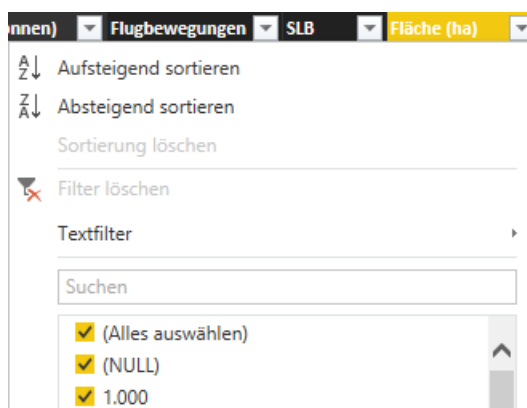 onnen) Flugbewegungen SLB Fläche (ha)
Aufsteigend sortieren
Absteigend sortieren
Sortierung löschen
Filter löschen
Textfilter
Suchen
(Alles auswählen)
(NULL)
1.000